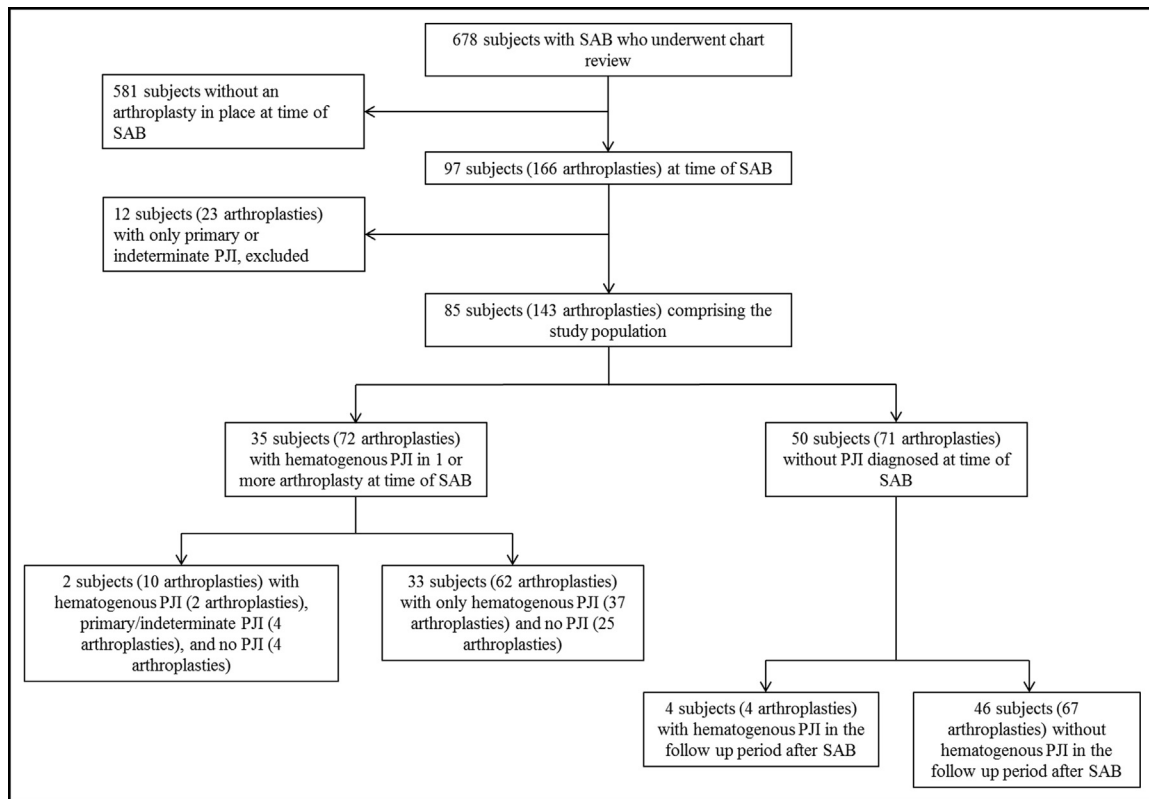 678 subjects with SAB who underwent chart
review
581 subjects without an
arthroplasty in place at time of
SAB
97 subjects (166 arthroplasties) at time of SAB
12 subjects (23 arthroplasties)
with only primary or
indeterminate PJI, excluded
85 subjects (143 arthroplasties) comprising the
study population
35 subjects (72 arthroplasties)
with hematogenous PJI in 1 or
more arthroplasty at time of SAB
50 subjects (71 arthroplasties)
without PJI diagnosed at time of
SAB
2 subjects (10 arthroplasties) with
hematogenous PJI (2 arthroplasties),
primary/indeterminate PJI (4
arthroplasties), and no PJI (4
arthroplasties)
33 subjects (62 arthroplasties)
with only hematogenous PJI (37
arthroplasties) and no PJI (25
arthroplasties)
4 subjects (4 arthroplasties)
with hematogenous PJI in the
follow up period after SAB
46 subjects (67
arthroplasties) without
hematogenous PJI in the
follow up period after SAB